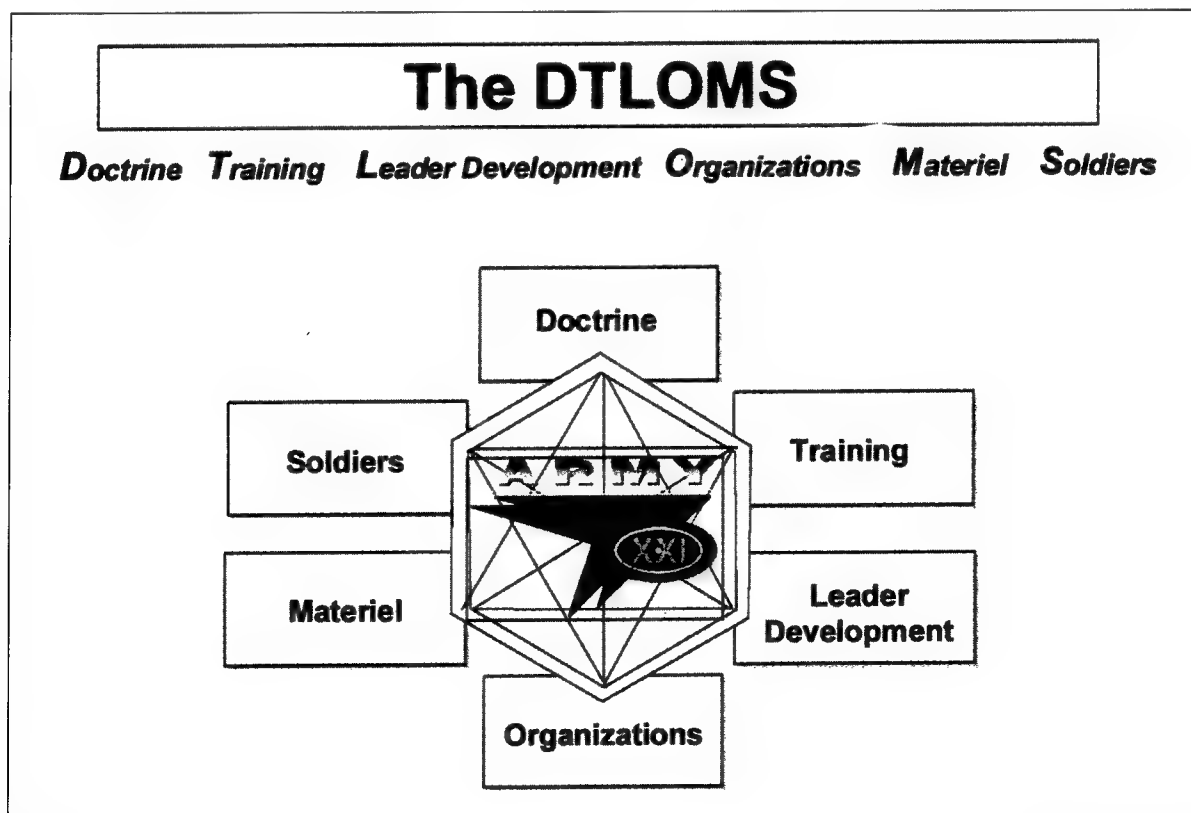 The DTLOMS
Doctrine Training Leader Development Organizations Materiel Soldiers
Doctrine
Soldiers
Training
ARMY
XXI
Materiel
Leader
Development
Organizations